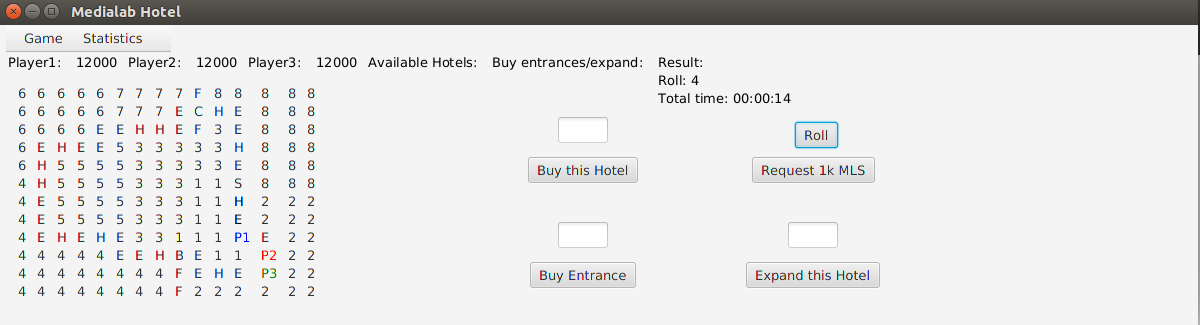 Medialab Hotel
Game Statistics
Player1: 12000 Player2: 12000 Player3: 12000 Available Hotels: Buy entrances/expand: Result:
Roll: 4
Total time: 00:00:14
6 6 6 6 6 7 7 7 7 F 8 8 8 8 8
6 6 6 6 6 7 7 7 E C H E 8 8 8
6 6 6 6 E E H H E F 3 E 8 8 8
6 E H E E 5 3 3 3 3 3 H 8 8 8
6 H 5 5 5 5 3 3 3 3 3 E 8 8 8
4 H 5 5 5 5 3 3 3 1 1 S 8 8 8
4 E 5 5 5 5 3 3 3 1 1 H 2 2 2
4 E 5 5 5 5 3 3 3 1 1 E 2 2 2
4 E H E H E 3 3 1 1 1 P1 E 2 2
4 4 4 4 4 E E H B E 1 1 P2 2 2
4 4 4 4 4 4 4 4 F E H E P3 2 2
4 4 4 4 4 4 4 4 F 2 2 2 2 2 2
Roll
Buy this Hotel
Request 1k MLS
Buy Entrance
Expand this Hotel